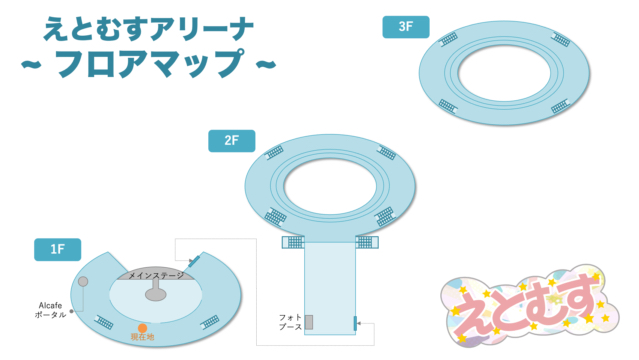 えとむすアリーナ
~ フロアマップ ~
3F
2F
1F
メインステージ
AIcafe
ポータル
現在地
フォト
ブース
えとむす